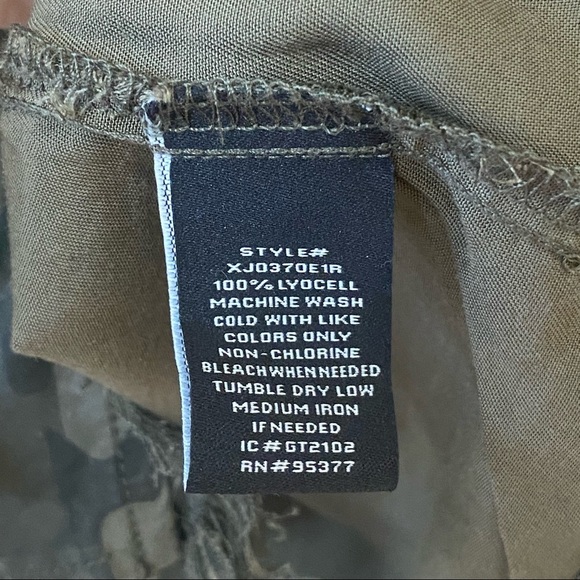 STYLE#
XJ0370E1R
100% LYOCELL
MACHINE WASH
COLD WITH LIKE
COLORS ONLY
NON-CHLORINE
BLEACHWHENNEEDED
TUMBLE DRY LOW
MEDIUM IRON
IF NEEDED
IC#GT2102
RN#95377